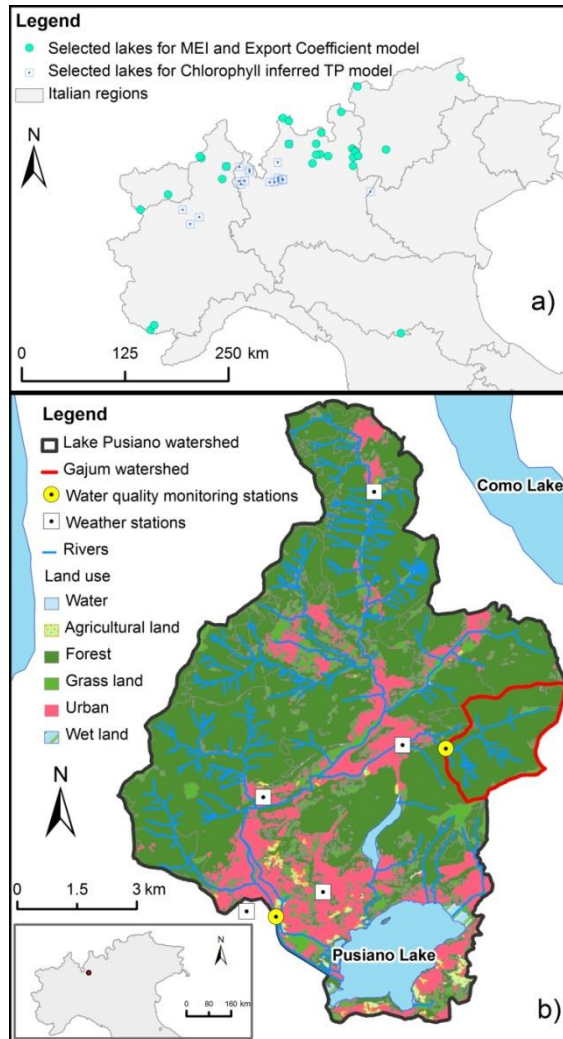 Legend
Selected lakes for MEI and Export Coefficient model
Selected lakes for Chlorophyll inferred TP model
Italian regions
N
0 125 250 km
a)
Legend
Lake Pusiano watershed
Gajum watershed
Water quality monitoring stations
Weather stations
Rivers
Land use
Water
Agricultural land
Forest
Grass land
Urban
Wet land
Como Lake
N
0 1.5 3 km
Pusiano Lake
N
0 80 160 km
b)